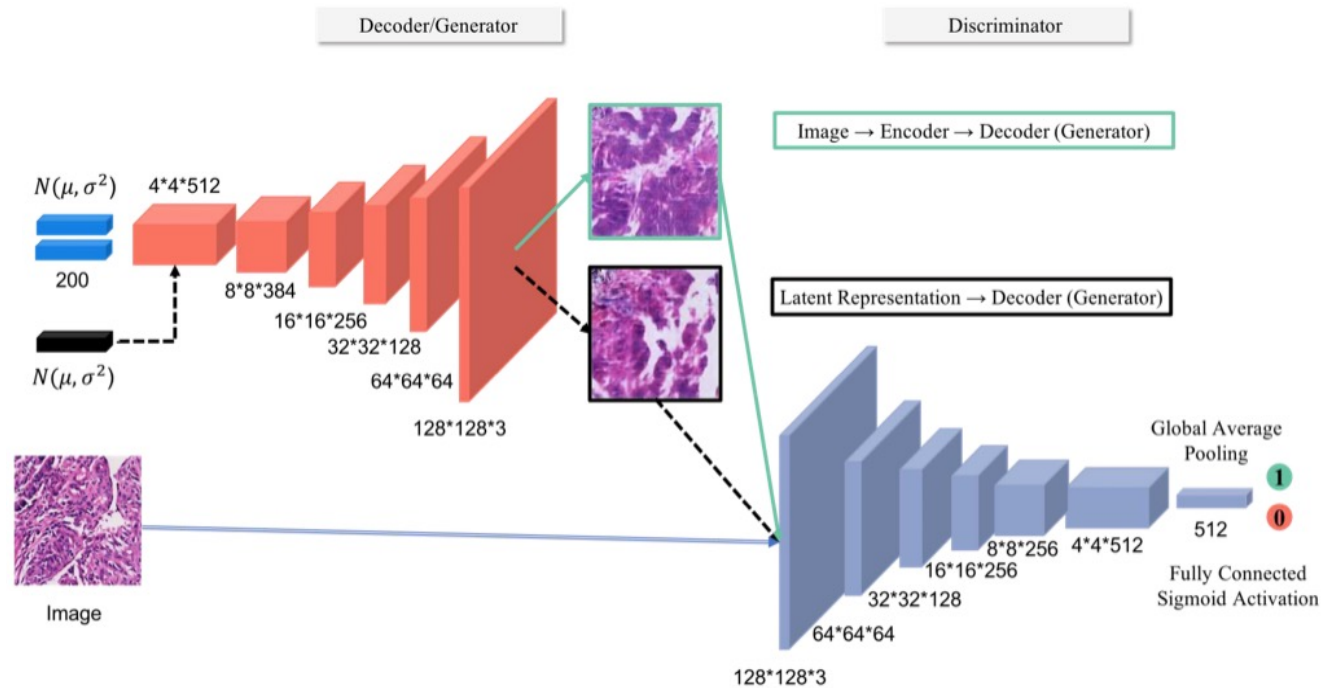 Decoder/Generator
Discriminator
Image → Encoder → Decoder (Generator)
N(μ, σ²)
4*4*512
200
8*8*384
16*16*256
32*32*128
64*64*64
128*128*3
N(μ, σ²)
Latent Representation → Decoder (Generator)
Image
Global Average
Pooling
1
0
512
4*4*512
8*8*256
16*16*256
32*32*128
64*64*64
128*128*3
Fully Connected
Sigmoid Activation